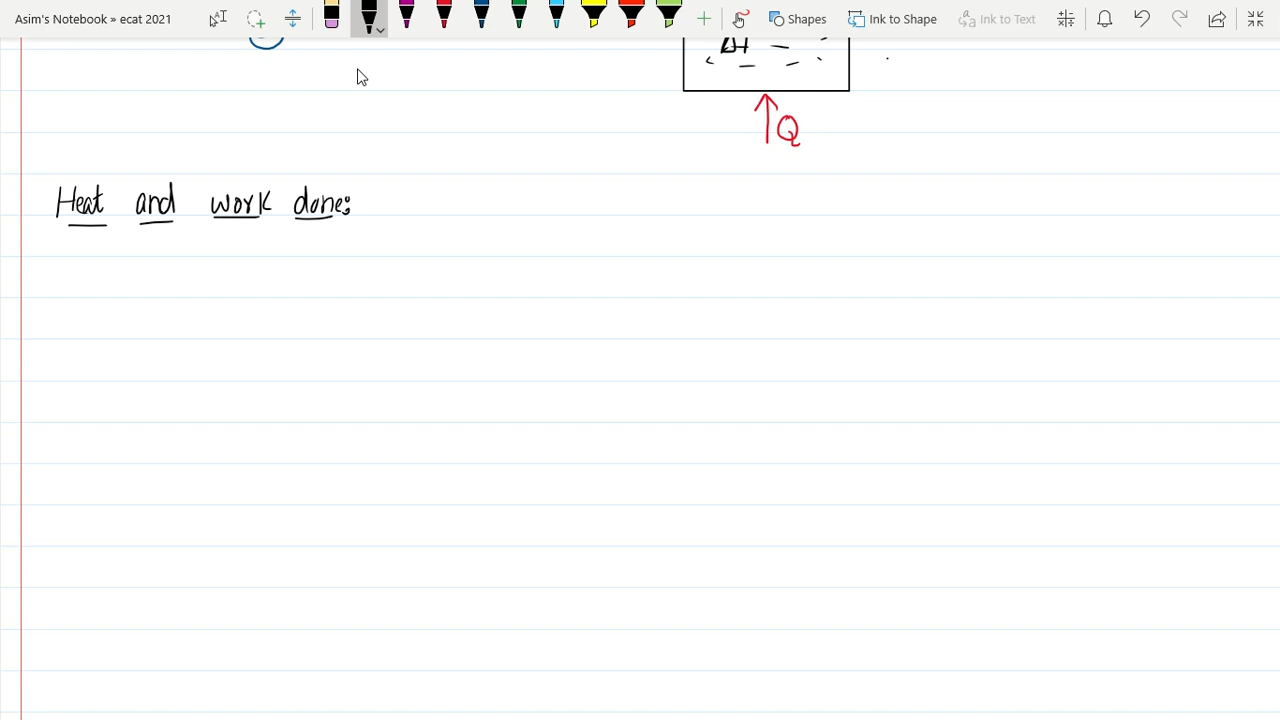 Asim's Notebook » ecat 2021
Shapes
Ink to Shape
Ink to Text
Q
Heat and work done: